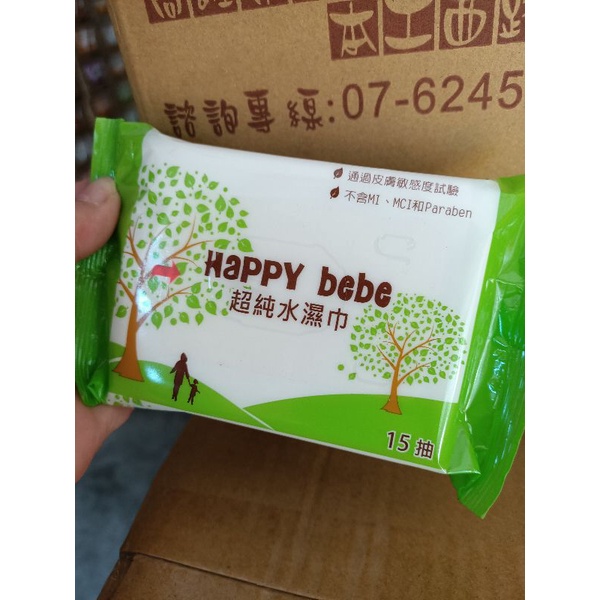 諮詢專線:07-6245
通過皮膚敏感度試驗
不含MI、MCI和Paraben
HaPPY bebe
超純水濕巾
15抽